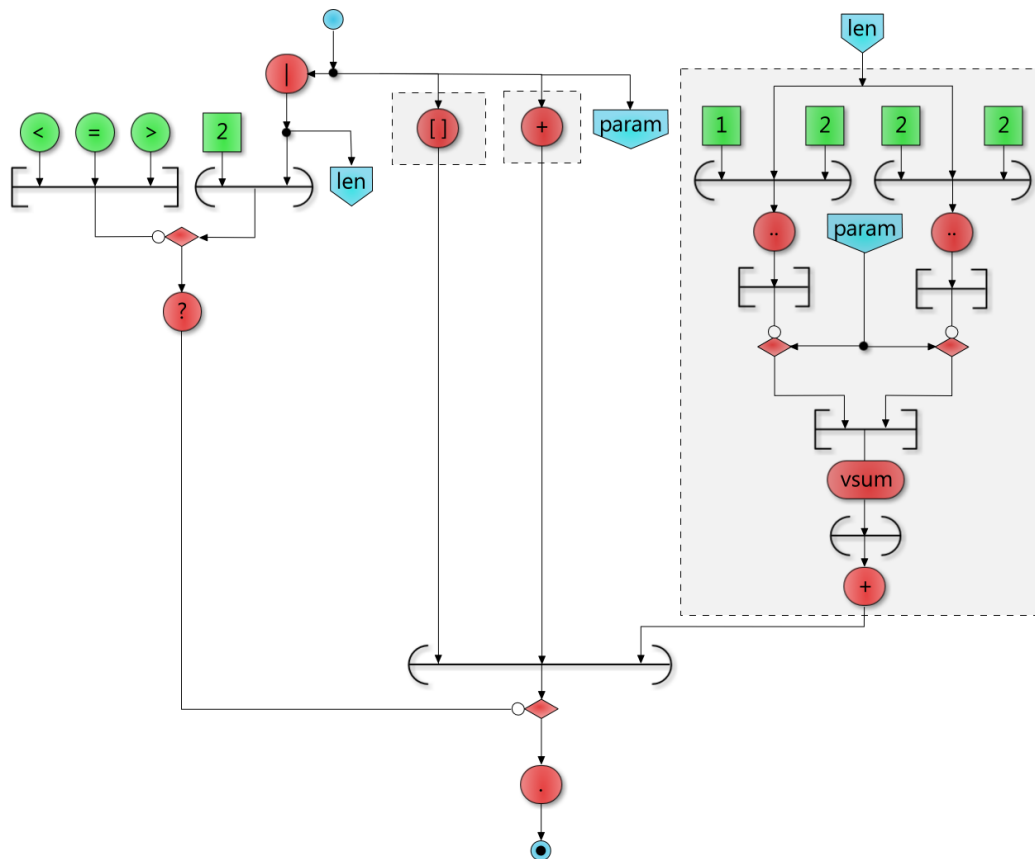 len
|
< = > 2 [ ] + param 1 2 2 2
len
.. param ..
?
vsum
+
.